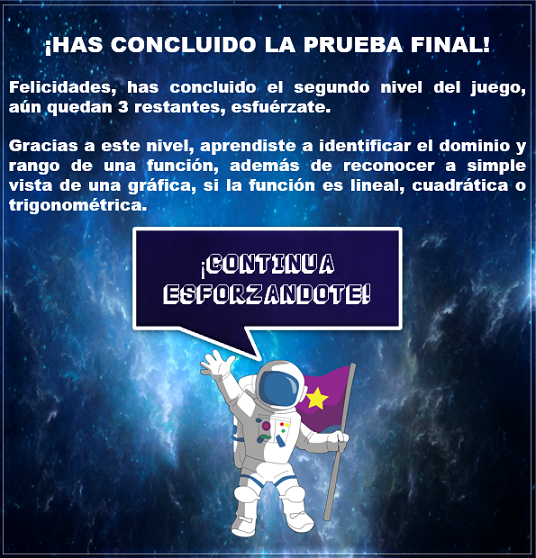 ¡HAS CONCLUIDO LA PRUEBA FINAL!
Felicidades, has concluido el segundo nivel del juego,
aún quedan 3 restantes, esfuérzate.
Gracias a este nivel, aprendiste a identificar el dominio y
rango de una función, además de reconocer a simple
vista de una gráfica, si la función es lineal, cuadrática o
trigonométrica.
¡CONTINUA
ESFORZANDOTE!